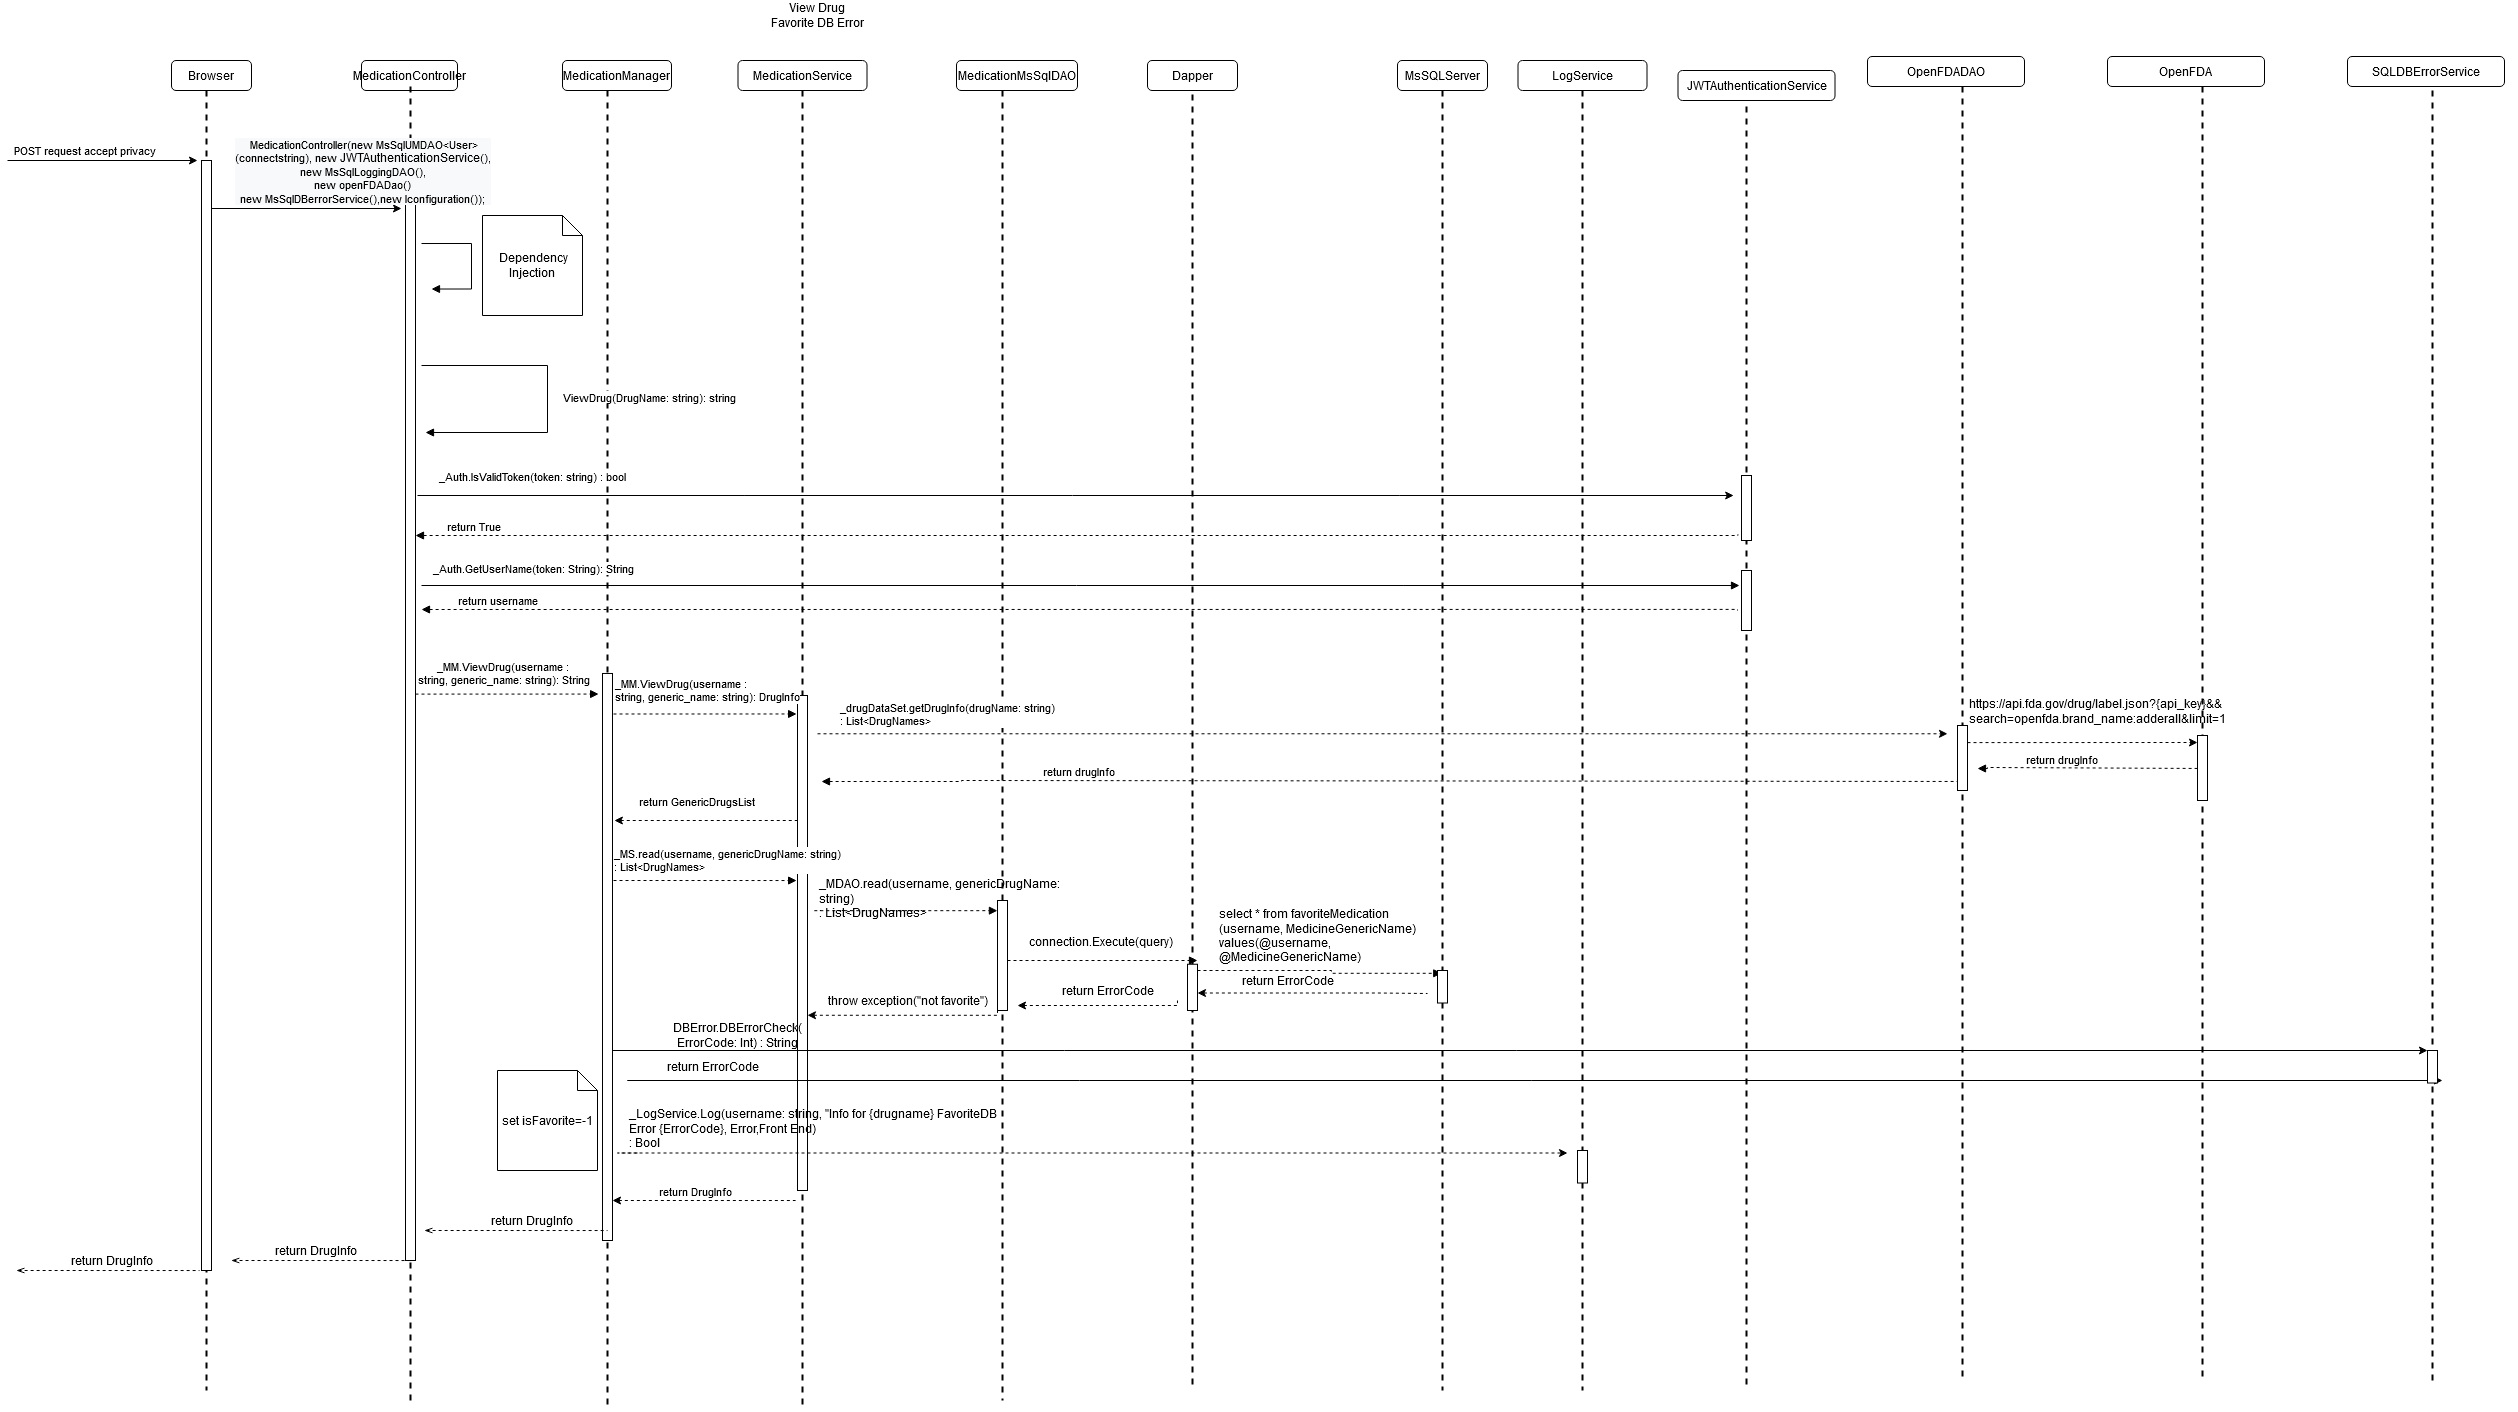 View Drug
Favorite DB Error
Browser
MedicationController
MedicationManager
MedicationService
MedicationMsSqlDAO
Dapper
MsSQLServer
LogService
JWTAuthenticationService
OpenFDADAO
OpenFDA
SQLDBErrorService
POST request accept privacy
MedicationController(new MsSqlUMDAO<User>
(connectstring), new JWTAuthenticationService(),
new MsSqlLoggingDAO(),
new openFDADao()
new MsSqlDBerrorService(),new Iconfiguration());
Dependency
Injection
ViewDrug(DrugName: string): string
_Auth.IsValidToken(token: string) : bool
return True
_Auth.GetUserName(token: String): String
return username
_MM.ViewDrug(username :
string, generic_name: string): String
_MM.ViewDrug(username :
string, generic_name: string): DrugInfo
_drugDataSet.getDrugInfo(drugName: string)
: List<DrugNames>
https://api.fda.gov/drug/label.json?{api_key}&&
search=openfda.brand_name:adderall&limit=1
return drugInfo
return drugInfo
return GenericDrugsList
_MS.read(username, genericDrugName: string)
: List<DrugNames>
_MDAO.read(username, genericDrugName:
string)
: List<DrugNames>
connection.Execute(query)
select * from favoriteMedication
(username, MedicineGenericName)
values(@username,
@MedicineGenericName)
return ErrorCode
return ErrorCode
throw exception("not favorite")
DBError.DBErrorCheck(
ErrorCode: Int) : String
return ErrorCode
set isFavorite=-1
_LogService.Log(username: string, "Info for {drugname} FavoriteDB
Error {ErrorCode}, Error,Front End)
: Bool
return DrugInfo
return DrugInfo
return DrugInfo
return DrugInfo